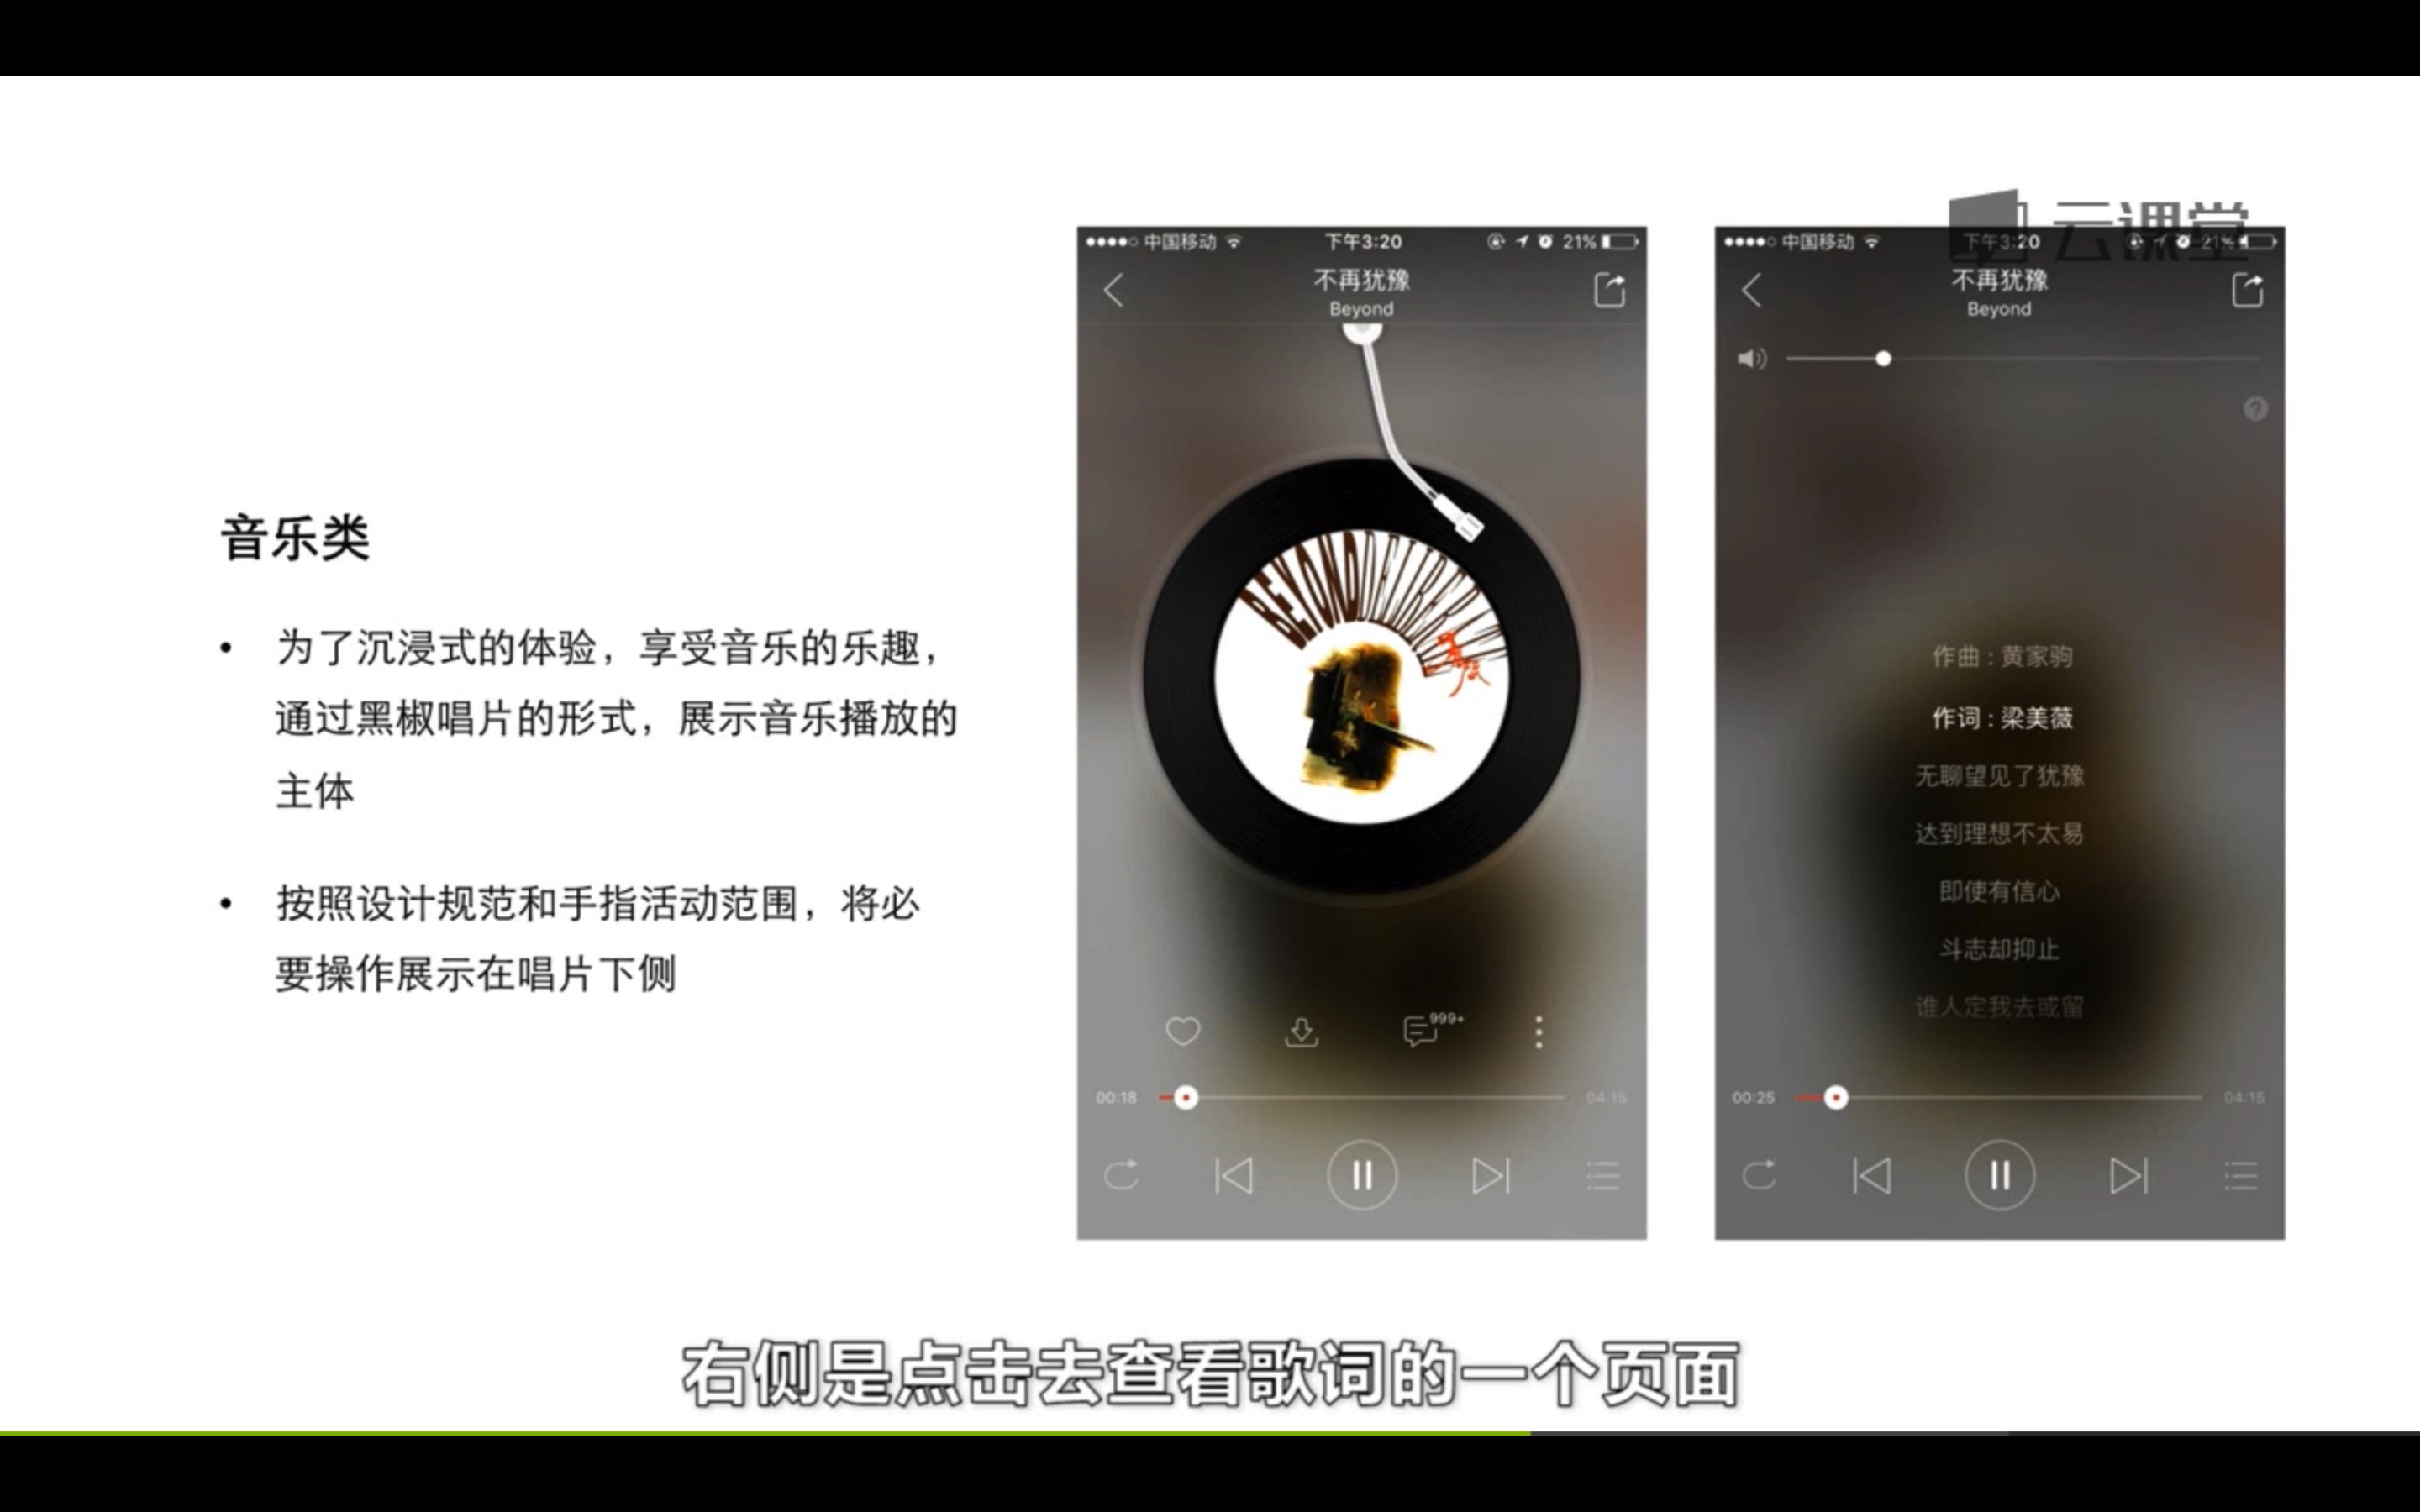 云课堂
音乐类
• 为了沉浸式的体验，享受音乐的乐趣，
通过黑椒唱片的形式，展示音乐播放的
主体
• 按照设计规范和手指活动范围，将必
要操作展示在唱片下侧
中国移动 下午3:20 21%
不再犹豫
Beyond
BEYOND
999+
00:18 04:15
中国移动 下午3:20 21%
不再犹豫
Beyond
作曲 : 黄家驹
作词 : 梁美薇
无聊望见了犹豫
达到理想不太易
即使有信心
斗志却抑止
谁人定我去或留
00:25 04:15
右侧是点击去查看歌词的一个页面